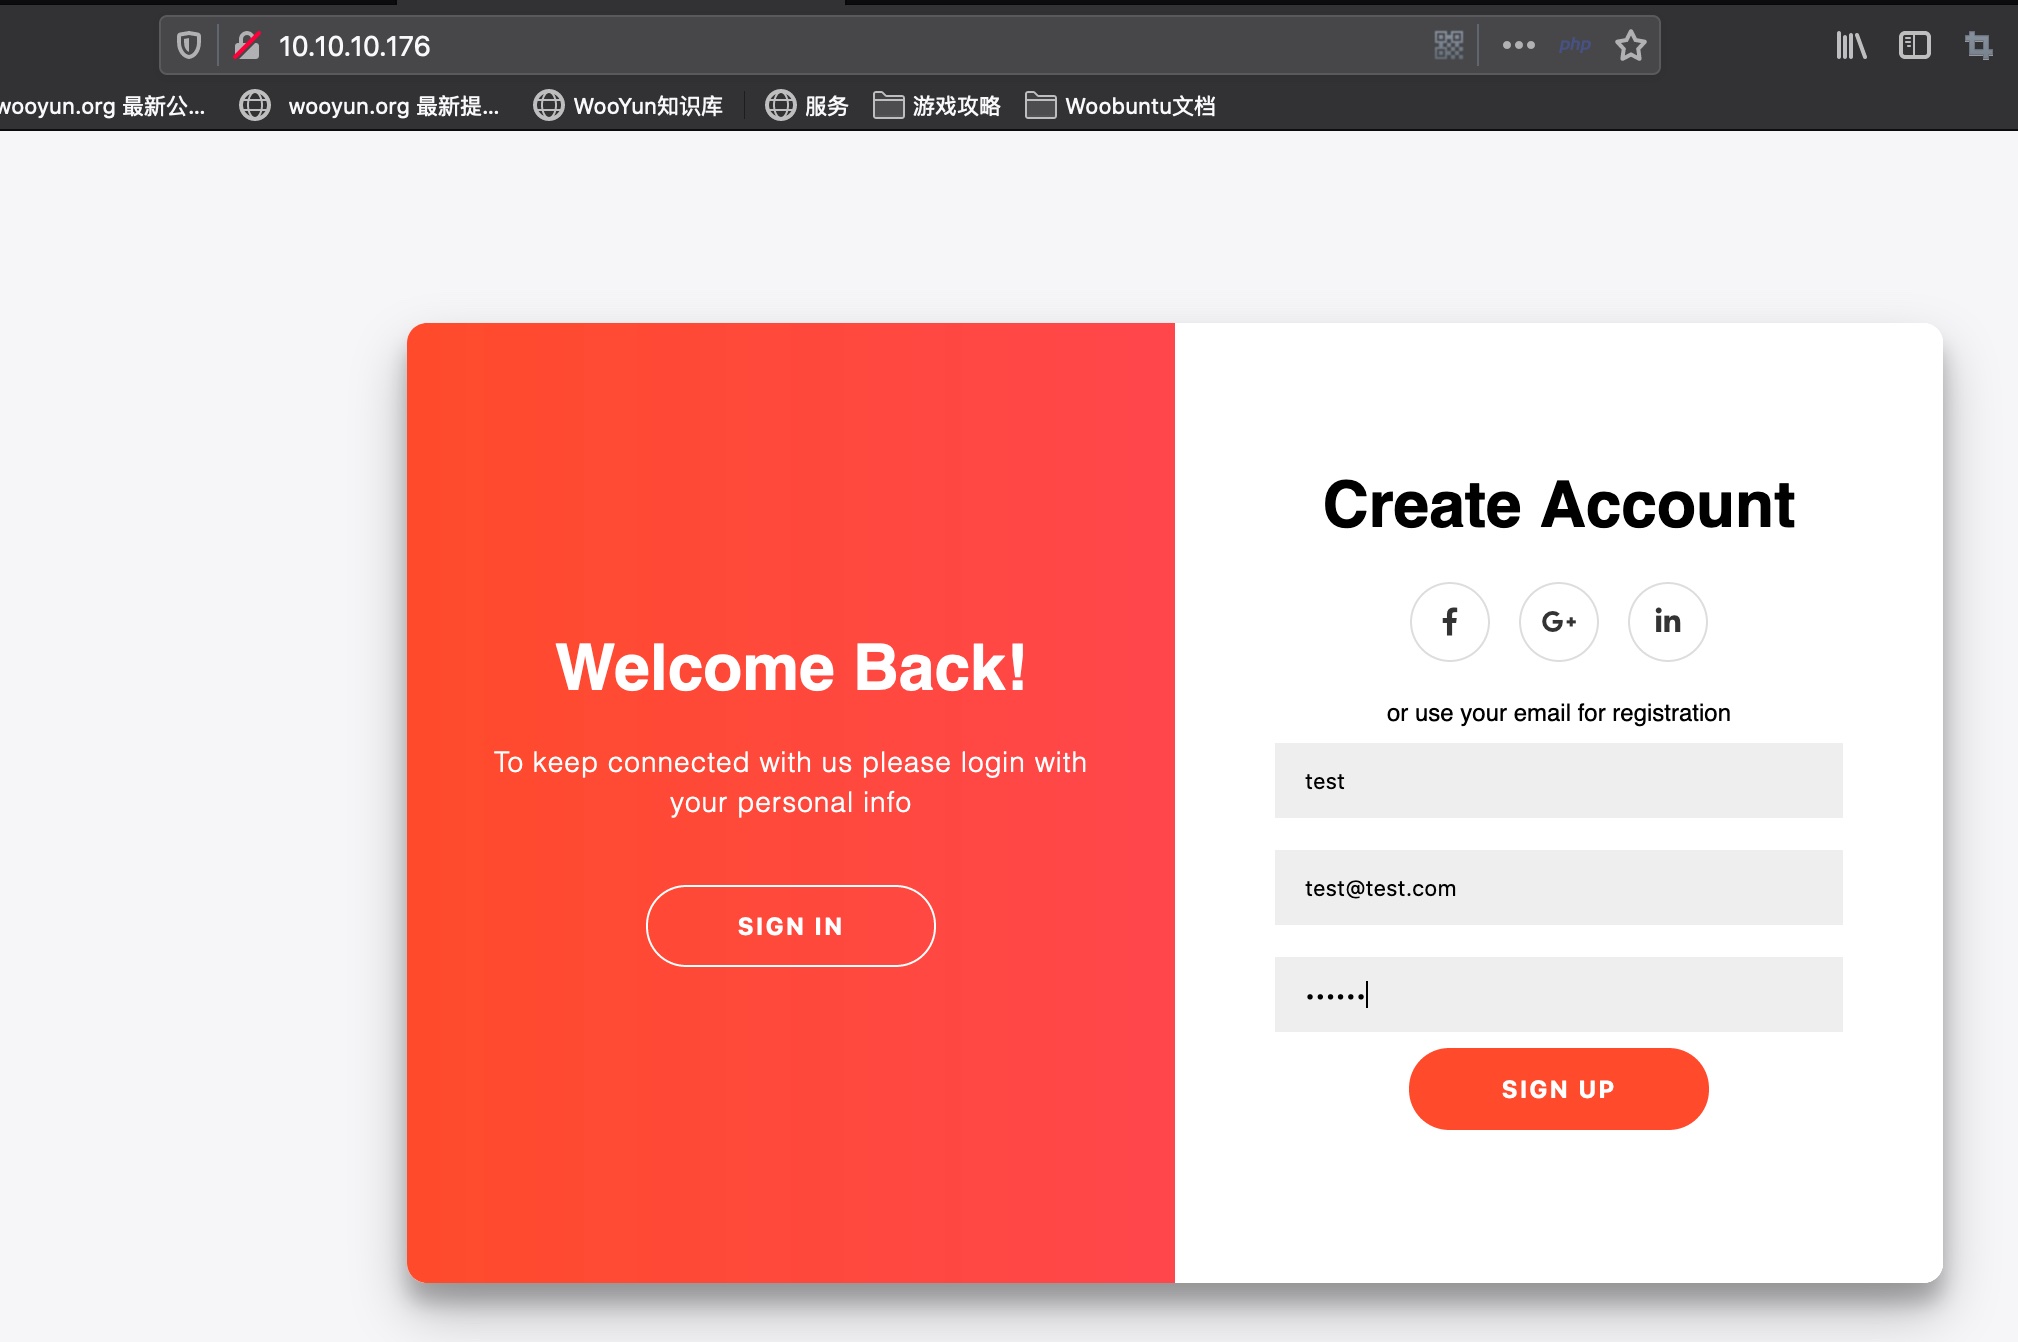 10.10.10.176
php
wooyun.org 最新公... wooyun.org 最新提... WooYun知识库 服务 游戏攻略 Woobuntu文档
Welcome Back!
To keep connected with us please login with
your personal info
SIGN IN
Create Account
f G+ in
or use your email for registration
test
test@test.com
••••••
SIGN UP